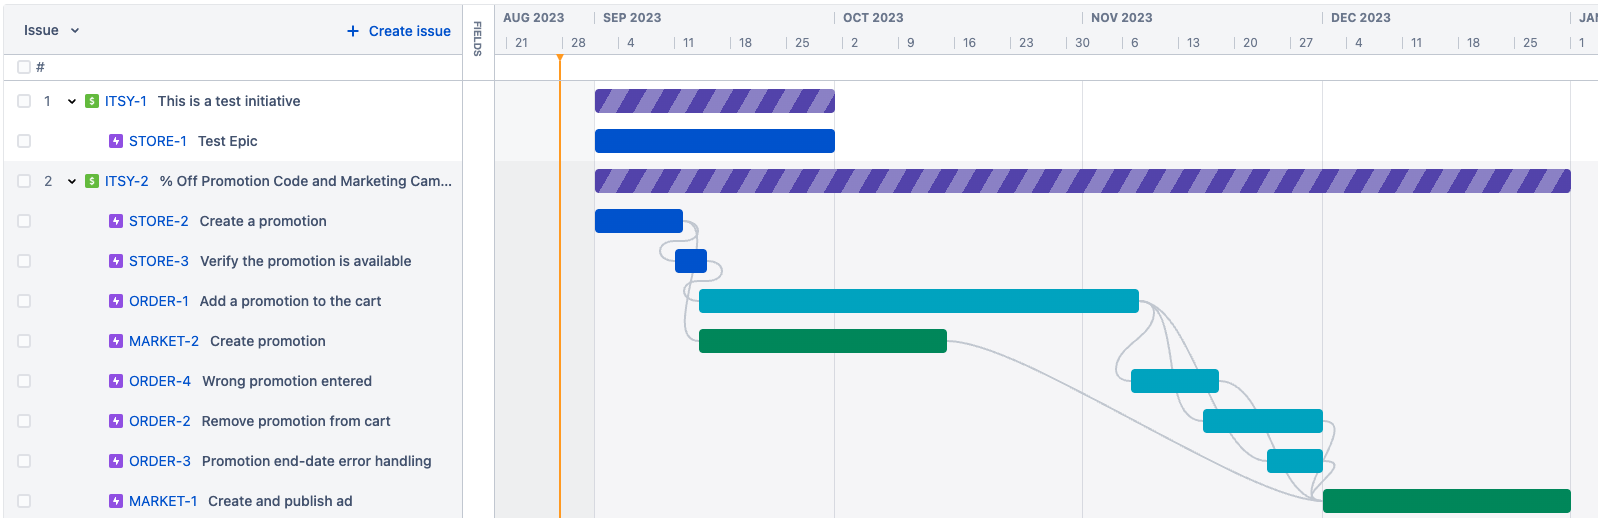 Issue
+ Create issue
FIELDS
AUG 2023 SEP 2023 OCT 2023 NOV 2023 DEC 2023 JAN
21 28 4 11 18 25 2 9 16 23 30 6 13 20 27 4 11 18 25 1
#
1 ITSY-1 This is a test initiative
STORE-1 Test Epic
2 ITSY-2 % Off Promotion Code and Marketing Cam...
STORE-2 Create a promotion
STORE-3 Verify the promotion is available
ORDER-1 Add a promotion to the cart
MARKET-2 Create promotion
ORDER-4 Wrong promotion entered
ORDER-2 Remove promotion from cart
ORDER-3 Promotion end-date error handling
MARKET-1 Create and publish ad